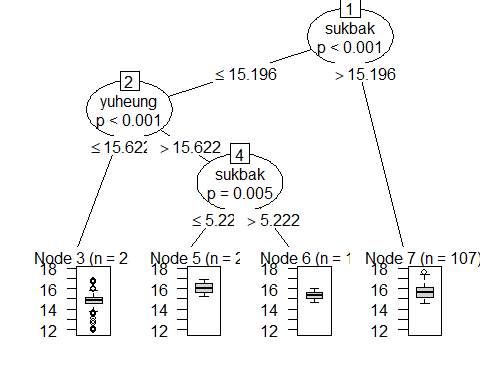 1
sukbak
p < 0.001
≤ 15.196
> 15.196
2
yuheung
p < 0.001
≤ 15.622
> 15.622
4
sukbak
p = 0.005
≤ 5.22
> 5.222
Node 3 (n = 2
Node 5 (n = 2
Node 6 (n = 1
Node 7 (n = 107)
18
16
14
12
18
16
14
12
18
16
14
12
18
16
14
12